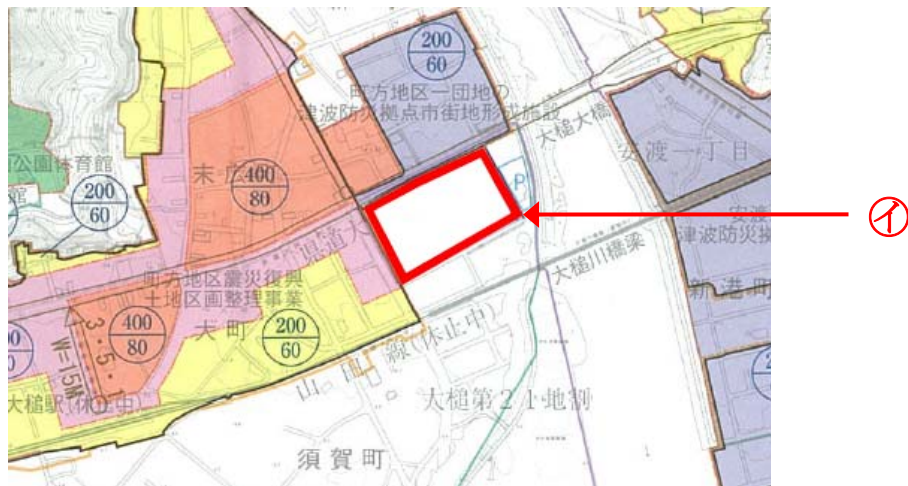 200
60
町方地区一団地の
津波防災拠点市街地形成施設
大槌大橋
安渡一丁目
公園体育館
館
200
60
末広
400
80
P
㋑
県道大
大槌川橋梁
安渡
津波防災拠
新港町
町方地区震災復興
土地区画整理事業
大町
400
80
200
60
3・5・1
W=15M
山田線(休止中)
大槌駅(休止中)
大槌第21地割
須賀町